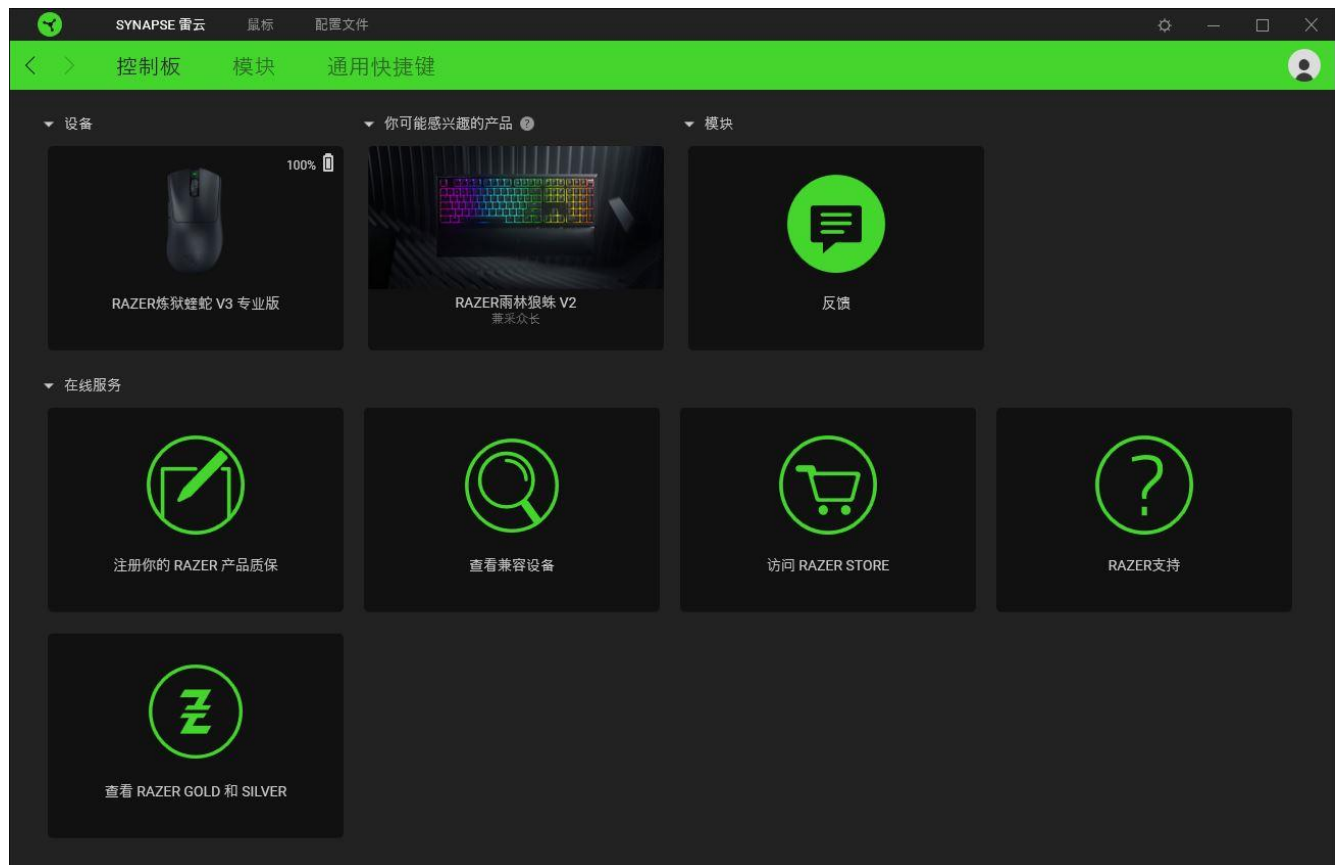 SYNAPSE 雷云 鼠标 配置文件
控制板 模块 通用快捷键
设备
100%
RAZER炼狱蝰蛇 V3 专业版
你可能感兴趣的产品 ?
RAZER雨林狼蛛 V2
兼采众长
模块
反馈
在线服务
注册你的 RAZER 产品质保
查看兼容设备
访问 RAZER STORE
RAZER支持
查看 RAZER GOLD 和 SILVER